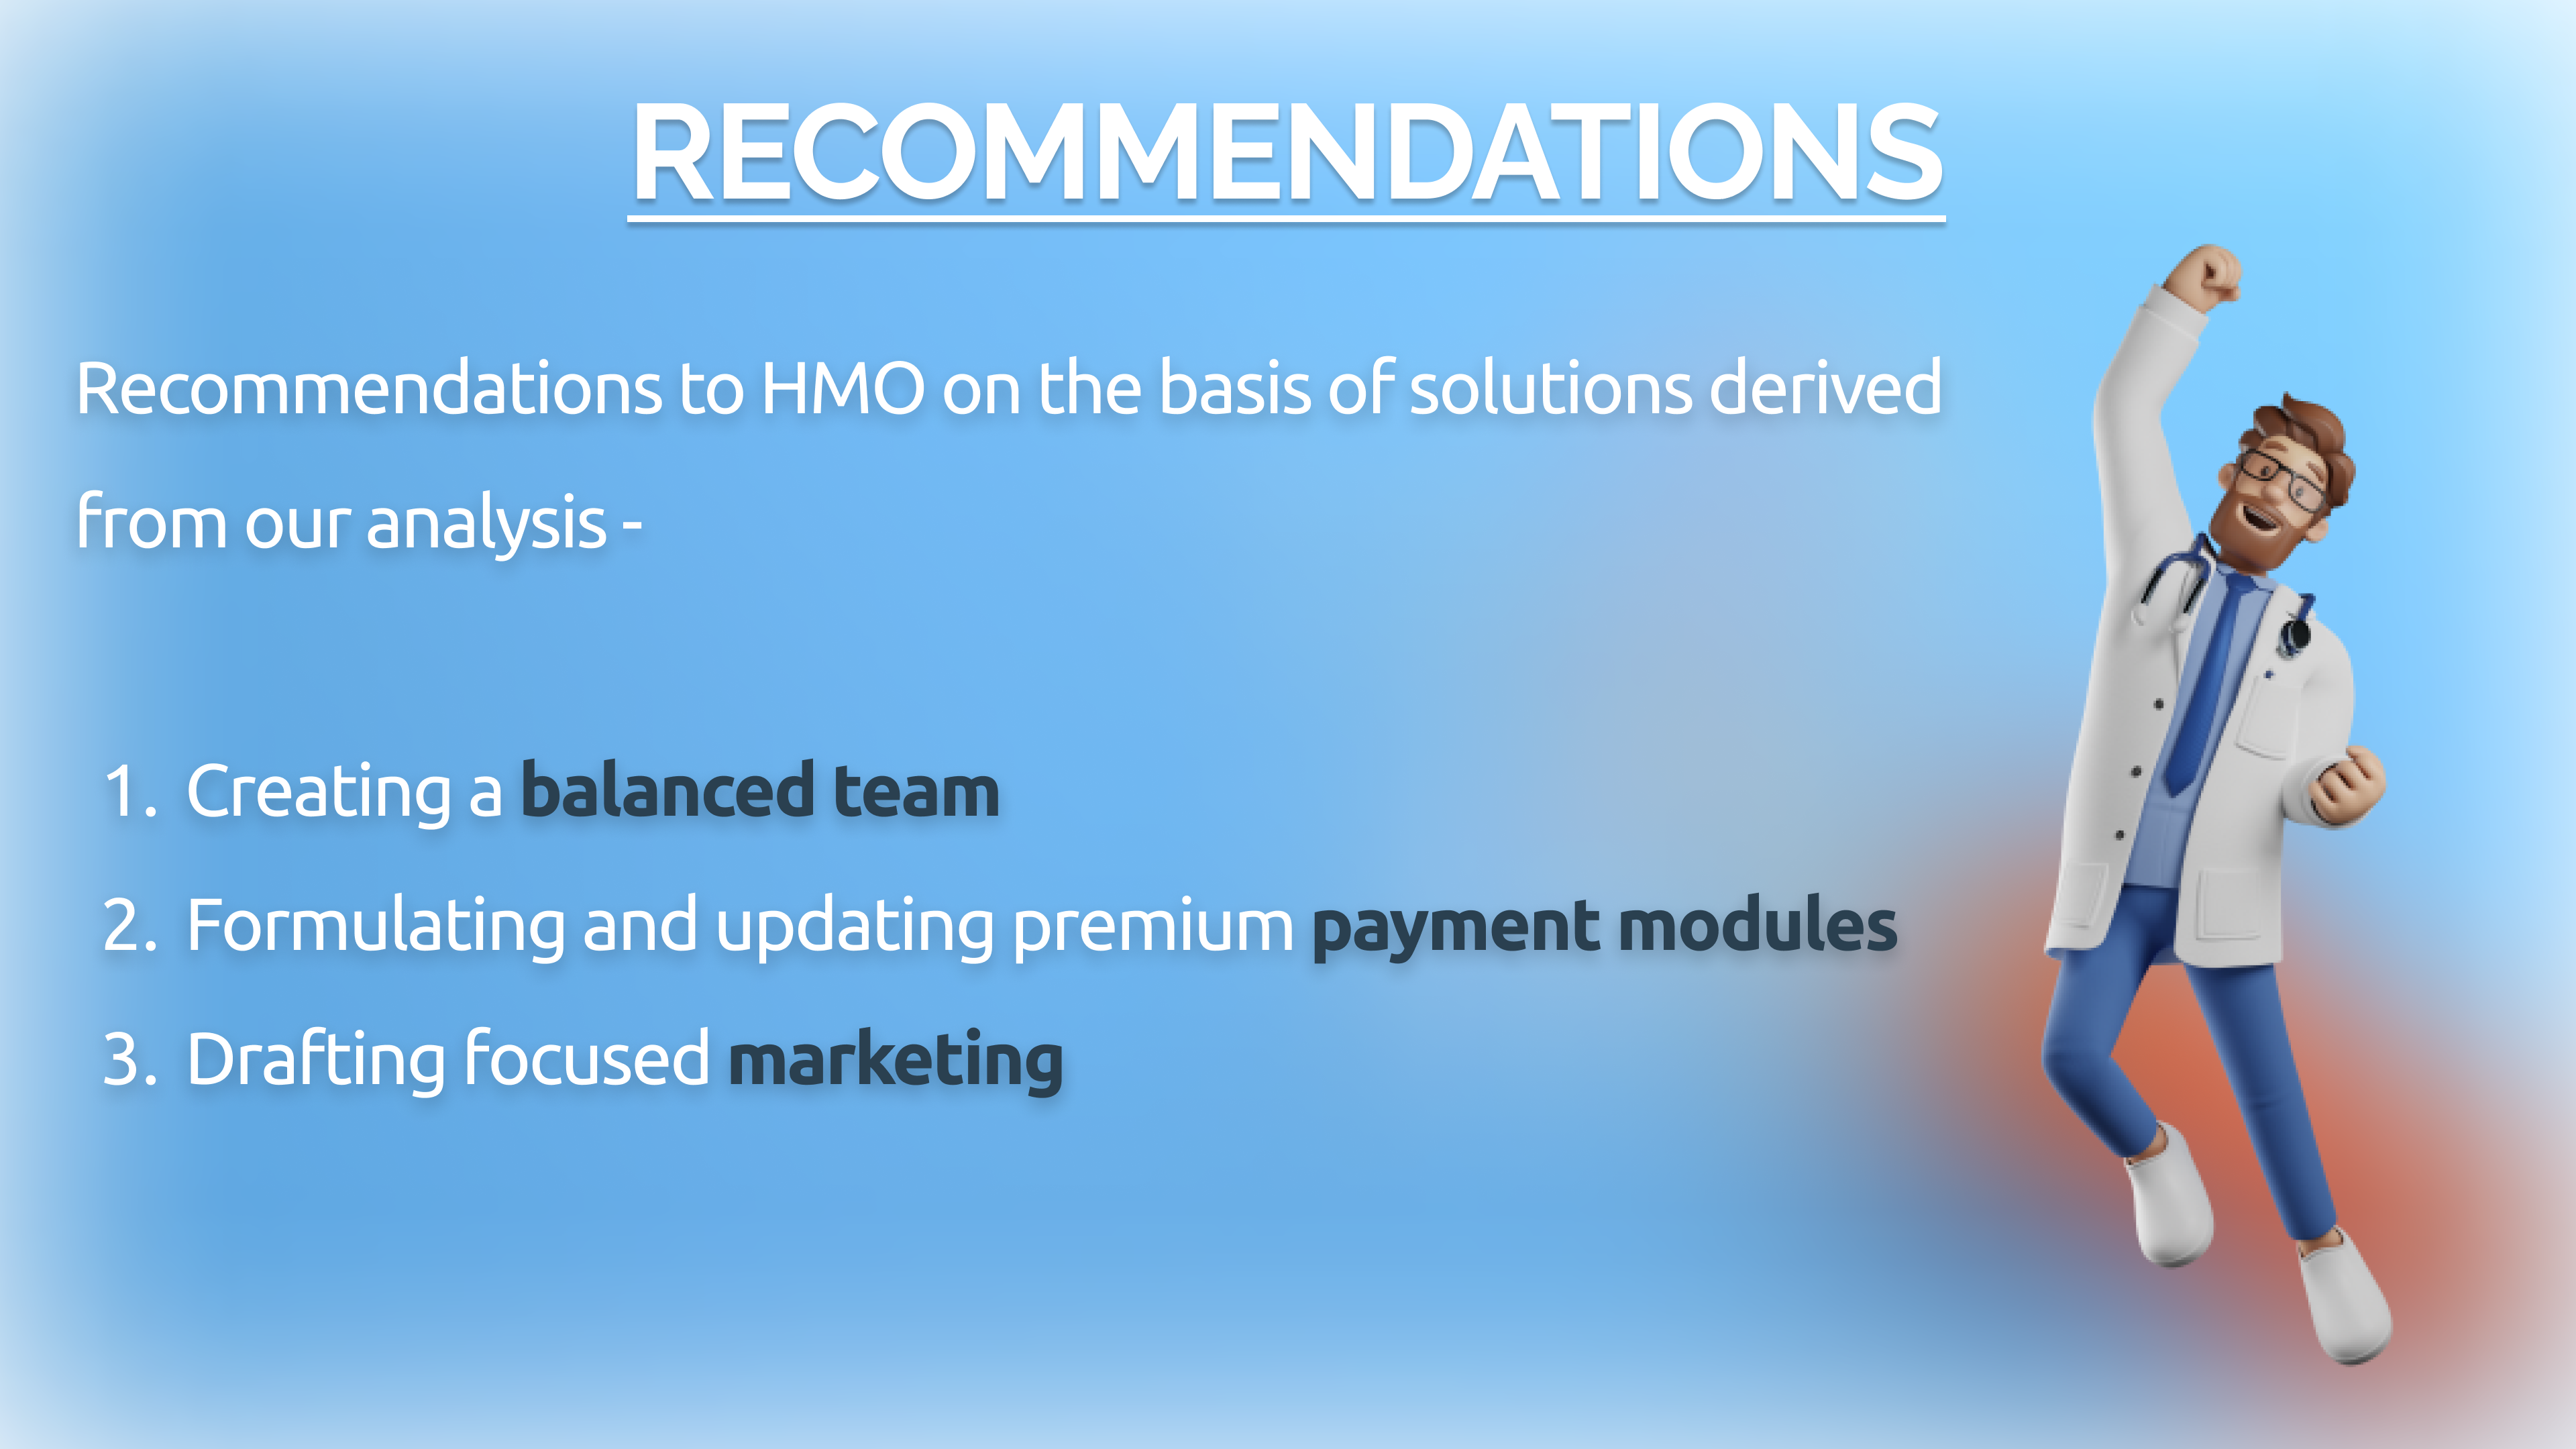 RECOMMENDATIONS
Recommendations to HMO on the basis of solutions derived
from our analysis -
1. Creating a balanced team
2. Formulating and updating premium payment modules
3. Drafting focused marketing